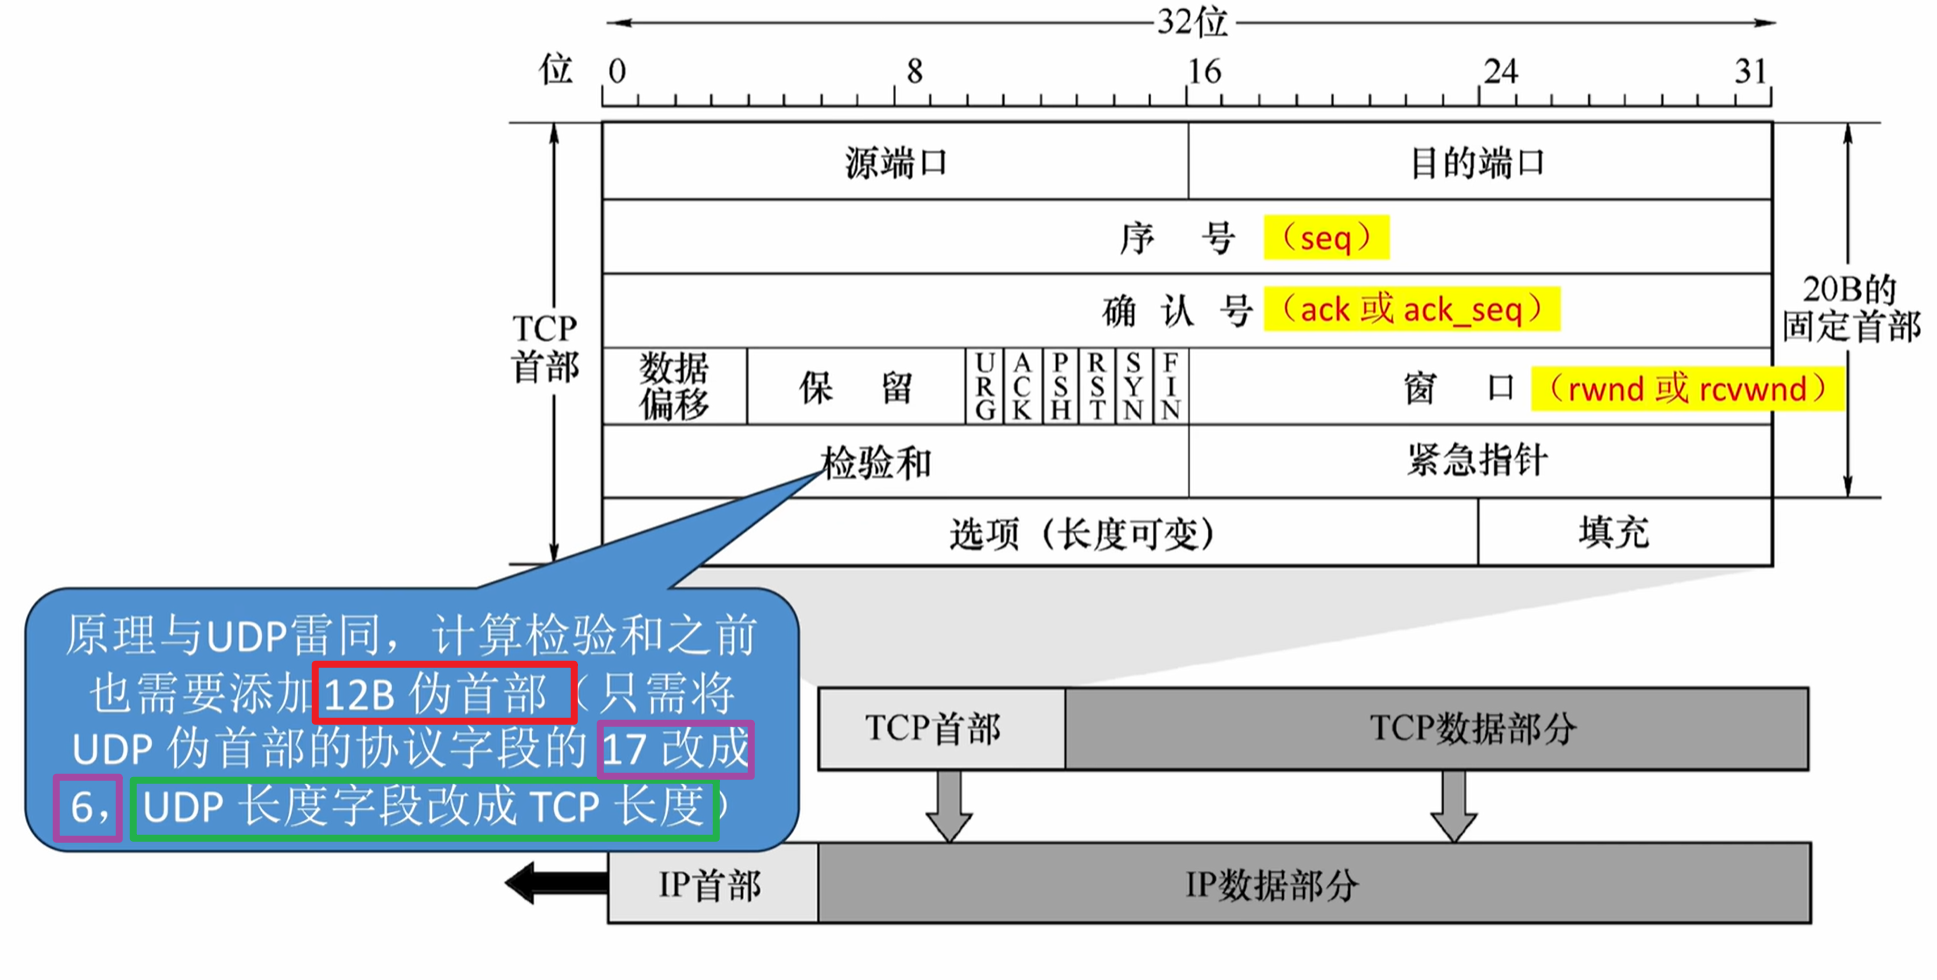 32位
位 0 8 16 24 31
源端口 目的端口
序 号 （seq）
确 认 号 （ack 或 ack_seq）
20B的
固定首部
TCP
首部
数据
偏移
保 留
URG ACK PSH RST SYN FIN
窗 口 （rwnd 或 rcvwnd）
检验和 紧急指针
选项（长度可变） 填充
原理与UDP雷同，计算检验和之前
也需要添加12B 伪首部（只需将
UDP 伪首部的协议字段的 17 改成
6，UDP 长度字段改成 TCP 长度）
TCP首部 TCP数据部分
IP首部 IP数据部分